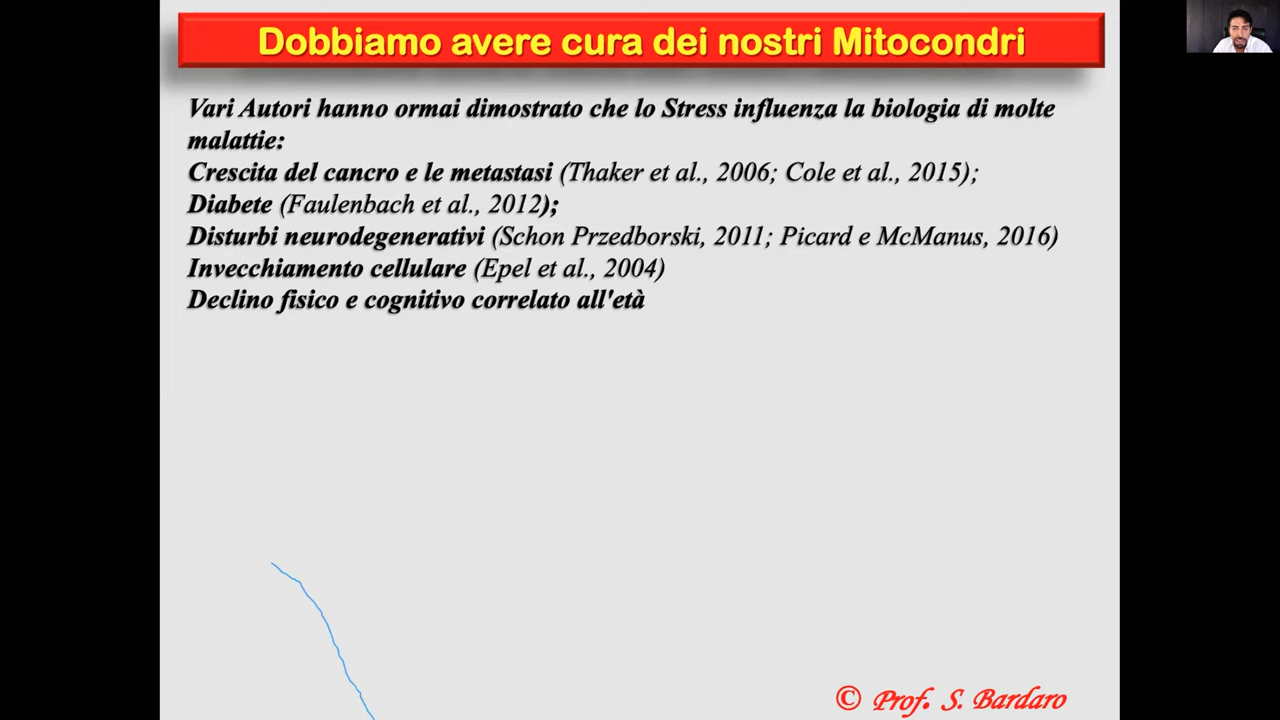 Dobbiamo avere cura dei nostri Mitocondri
Vari Autori hanno ormai dimostrato che lo Stress influenza la biologia di molte
malattie:
Crescita del cancro e le metastasi (Thaker et al., 2006; Cole et al., 2015);
Diabete (Faulenbach et al., 2012);
Disturbi neurodegenerativi (Schon Przedborski, 2011; Picard e McManus, 2016)
Invecchiamento cellulare (Epel et al., 2004)
Declino fisico e cognitivo correlato all'età
© Prof. S. Bardaro